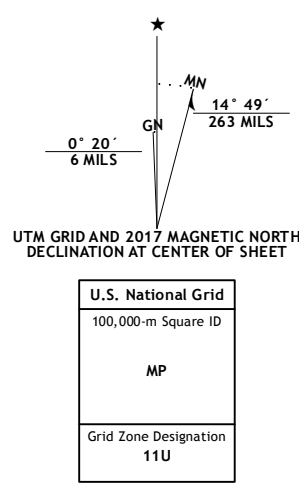 ★
MN
GN
14° 49´
263 MILS
0° 20´
6 MILS
UTM GRID AND 2017 MAGNETIC NORTH
DECLINATION AT CENTER OF SHEET
U.S. National Grid
100,000-m Square ID
MP
Grid Zone Designation
11U